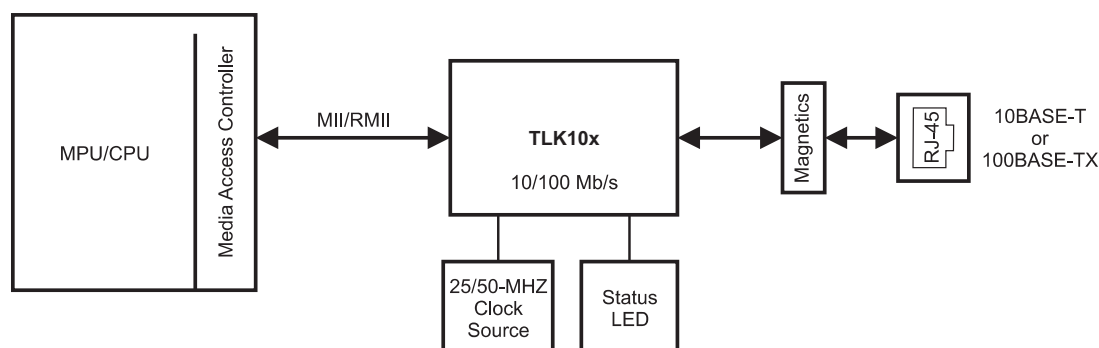 MPU/CPU
Media Access Controller
MII/RMII
TLK10x
10/100 Mb/s
25/50-MHZ
Clock
Source
Status
LED
Magnetics
RJ-45
10BASE-T
or
100BASE-TX